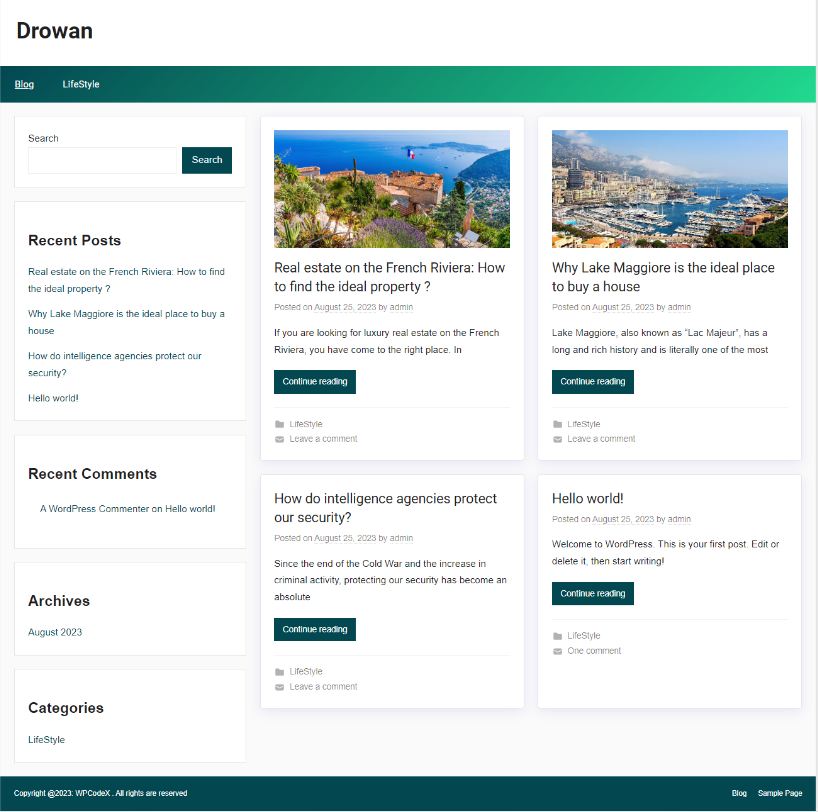 Drowan
Blog
LifeStyle
Search
Search
Recent Posts
Real estate on the French Riviera: How to find
the ideal property ?
Why Lake Maggiore is the ideal place to buy a
house
How do intelligence agencies protect our
security?
Hello world!
Recent Comments
A WordPress Commenter on Hello world!
Archives
August 2023
Categories
LifeStyle
Real estate on the French Riviera: How
to find the ideal property ?
Posted on August 25, 2023 by admin
If you are looking for luxury real estate on the French
Riviera, you have come to the right place. In
Continue reading
LifeStyle
Leave a comment
Why Lake Maggiore is the ideal place
to buy a house
Posted on August 25, 2023 by admin
Lake Maggiore, also known as “Lac Majeur”, has a
long and rich history and is literally one of the most
Continue reading
LifeStyle
Leave a comment
How do intelligence agencies protect
our security?
Posted on August 25, 2023 by admin
Since the end of the Cold War and the increase in
criminal activity, protecting our security has become an
absolute
Continue reading
LifeStyle
Leave a comment
Hello world!
Posted on August 25, 2023 by admin
Welcome to WordPress. This is your first post. Edit or
delete it, then start writing!
Continue reading
LifeStyle
One comment
Copyright @2023: WPCodeX . All rights are reserved
Blog
Sample Page